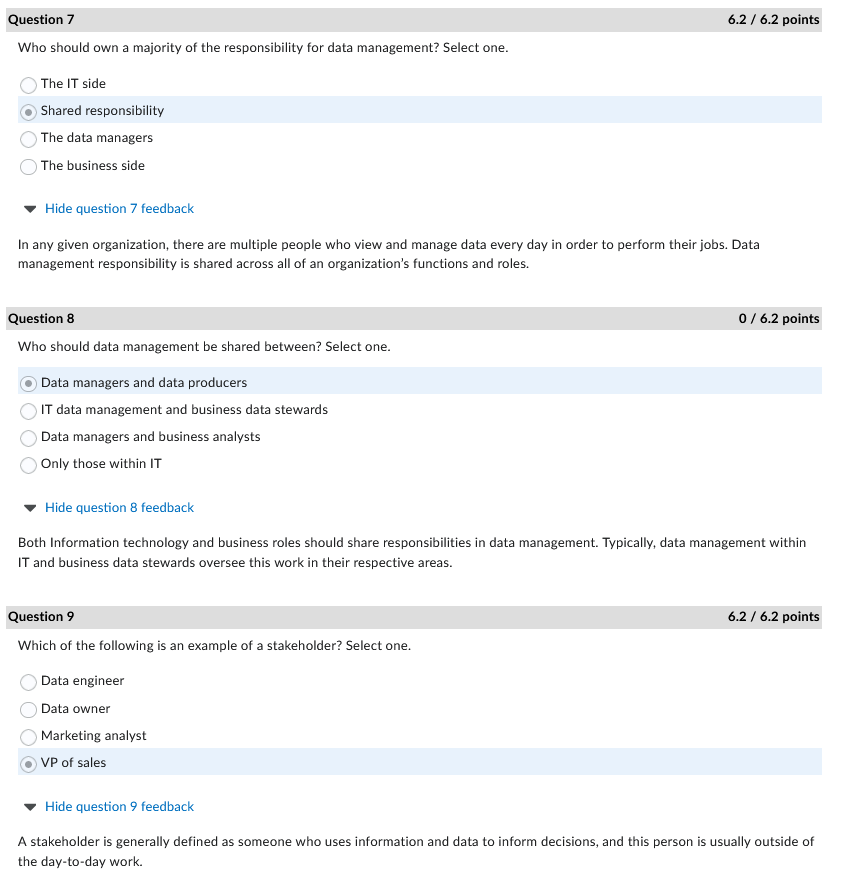 Question 7 6.2 / 6.2 points
Who should own a majority of the responsibility for data management? Select one.
The IT side
Shared responsibility
The data managers
The business side
Hide question 7 feedback
In any given organization, there are multiple people who view and manage data every day in order to perform their jobs. Data
management responsibility is shared across all of an organization's functions and roles.
Question 8 0 / 6.2 points
Who should data management be shared between? Select one.
Data managers and data producers
IT data management and business data stewards
Data managers and business analysts
Only those within IT
Hide question 8 feedback
Both Information technology and business roles should share responsibilities in data management. Typically, data management within
IT and business data stewards oversee this work in their respective areas.
Question 9 6.2 / 6.2 points
Which of the following is an example of a stakeholder? Select one.
Data engineer
Data owner
Marketing analyst
VP of sales
Hide question 9 feedback
A stakeholder is generally defined as someone who uses information and data to inform decisions, and this person is usually outside of
the day-to-day work.